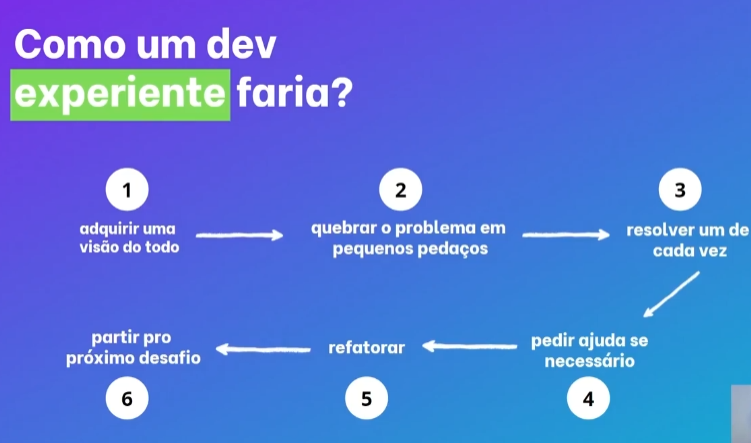 Como um dev
experiente faria?
1
adquirir uma
visão do todo
2
quebrar o problema em
pequenos pedaços
3
resolver um de
cada vez
pedir ajuda se
necessário
4
refatorar
5
partir pro
próximo desafio
6